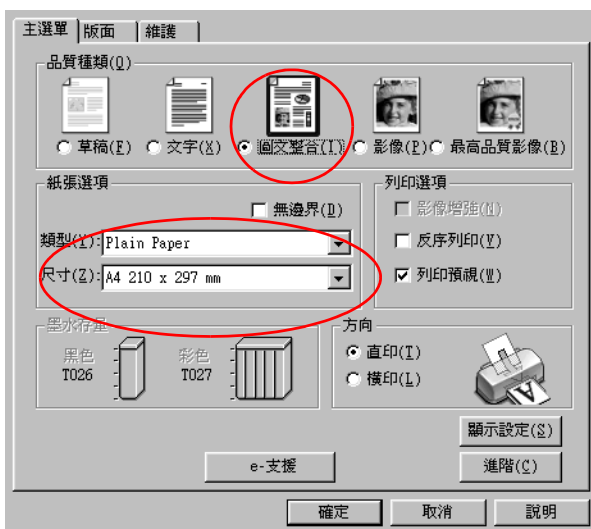 主選單 版面 維護
品質種類(Q)
草稿(F) 文字(X) 圖文整合(I) 影像(P) 最高品質影像(B)
紙張選項
無邊界(D)
類型(Y): Plain Paper
尺寸(Z): A4 210 x 297 mm
列印選項
影像增強(N)
反序列印(V)
列印預視(W)
墨水存量
黑色 T026
彩色 T027
方向
直印(T)
橫印(L)
顯示設定(S)
e-支援 進階(C)
確定 取消 說明